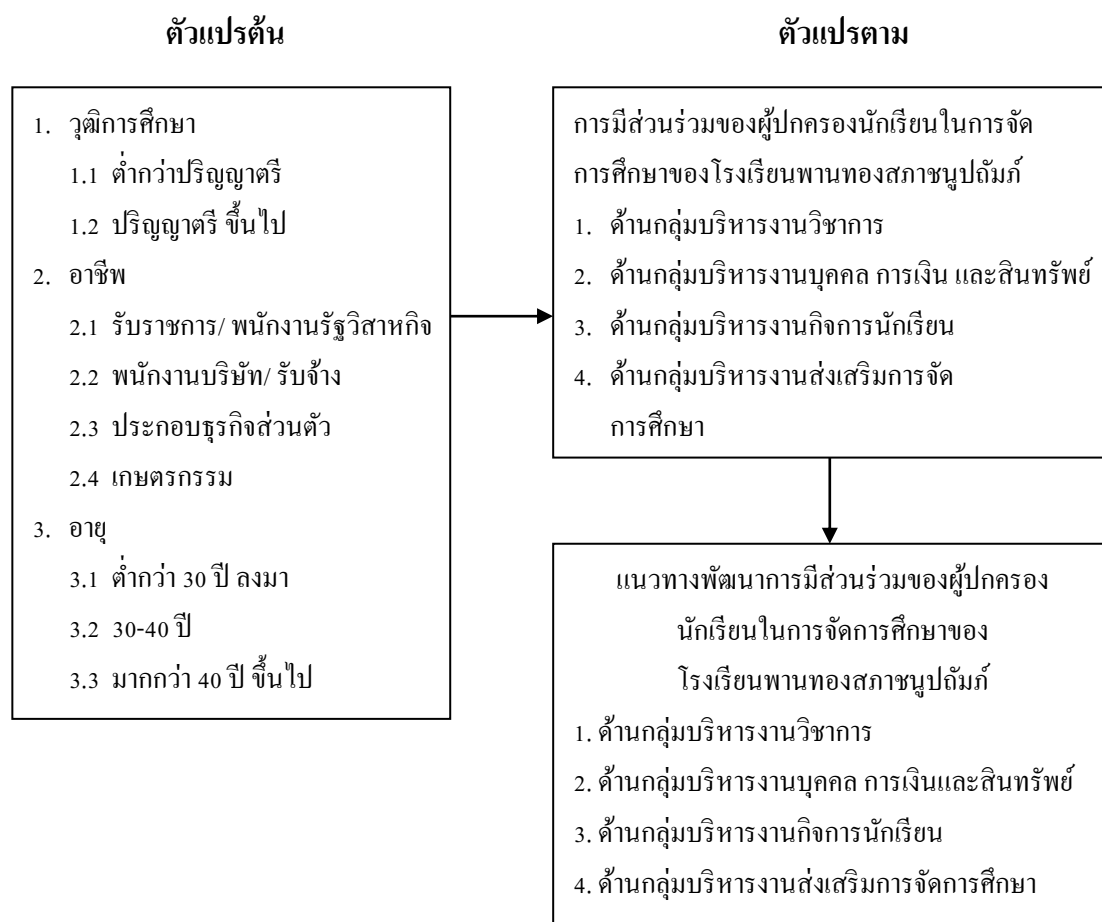 ตัวแปรต้น
ตัวแปรตาม
1. วุฒิการศึกษา
1.1 ต่ำกว่าปริญญาตรี
1.2 ปริญญาตรี ขึ้นไป
2. อาชีพ
2.1 รับราชการ/ พนักงานรัฐวิสาหกิจ
2.2 พนักงานบริษัท/ รับจ้าง
2.3 ประกอบธุรกิจส่วนตัว
2.4 เกษตรกรรม
3. อายุ
3.1 ต่ำกว่า 30 ปี ลงมา
3.2 30-40 ปี
3.3 มากกว่า 40 ปี ขึ้นไป
การมีส่วนร่วมของผู้ปกครองนักเรียนในการจัด
การศึกษาของโรงเรียนพานทองสภาชนูปถัมภ์
1. ด้านกลุ่มบริหารงานวิชาการ
2. ด้านกลุ่มบริหารงานบุคคล การเงิน และสินทรัพย์
3. ด้านกลุ่มบริหารงานกิจการนักเรียน
4. ด้านกลุ่มบริหารงานส่งเสริมการจัด
การศึกษา
แนวทางพัฒนาการมีส่วนร่วมของผู้ปกครอง
นักเรียนในการจัดการศึกษาของ
โรงเรียนพานทองสภาชนูปถัมภ์
1. ด้านกลุ่มบริหารงานวิชาการ
2. ด้านกลุ่มบริหารงานบุคคล การเงินและสินทรัพย์
3. ด้านกลุ่มบริหารงานกิจการนักเรียน
4. ด้านกลุ่มบริหารงานส่งเสริมการจัดการศึกษา